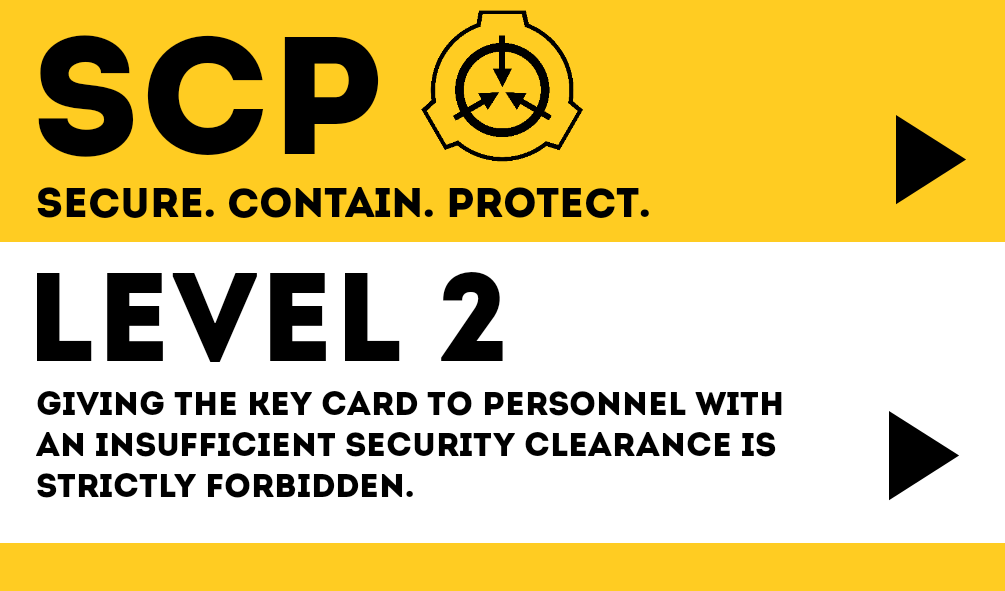 SCP
SECURE. CONTAIN. PROTECT.
LEVEL 2
GIVING THE KEY CARD TO PERSONNEL WITH
AN INSUFFICIENT SECURITY CLEARANCE IS
STRICTLY FORBIDDEN.